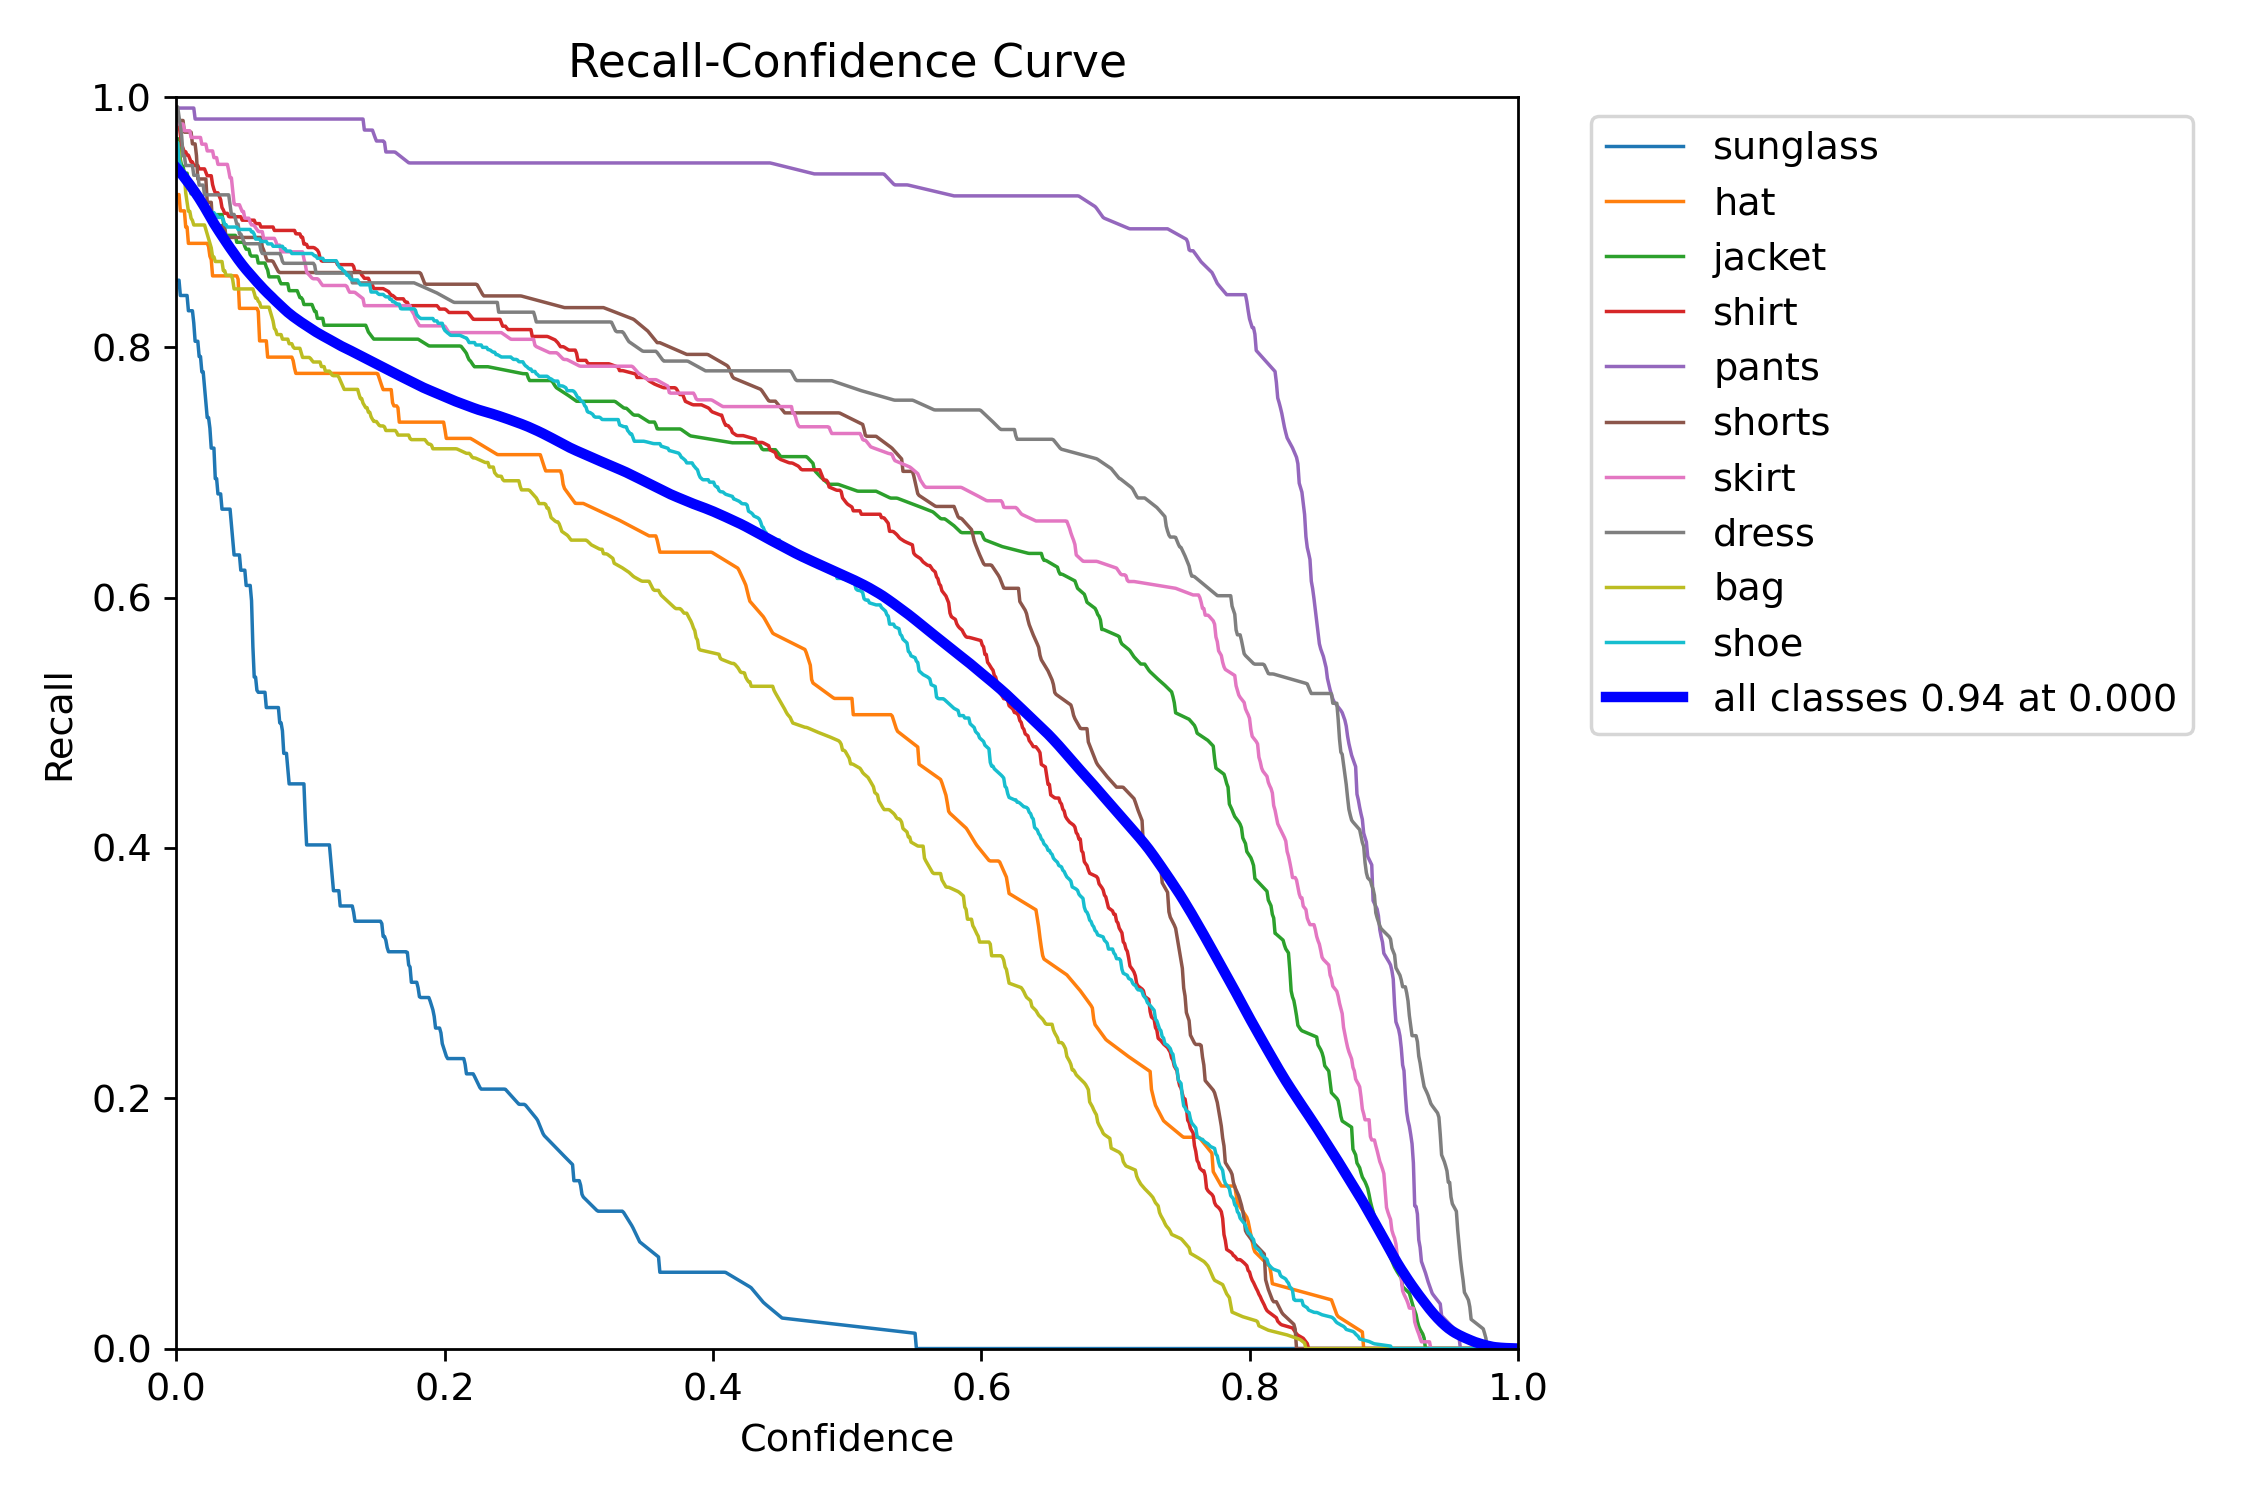 Recall-Confidence Curve
1.0
0.8
0.6
0.4
0.2
0.0
Recall
0.0 0.2 0.4 0.6 0.8 1.0
Confidence
sunglass
hat
jacket
shirt
pants
shorts
skirt
dress
bag
shoe
all classes 0.94 at 0.000